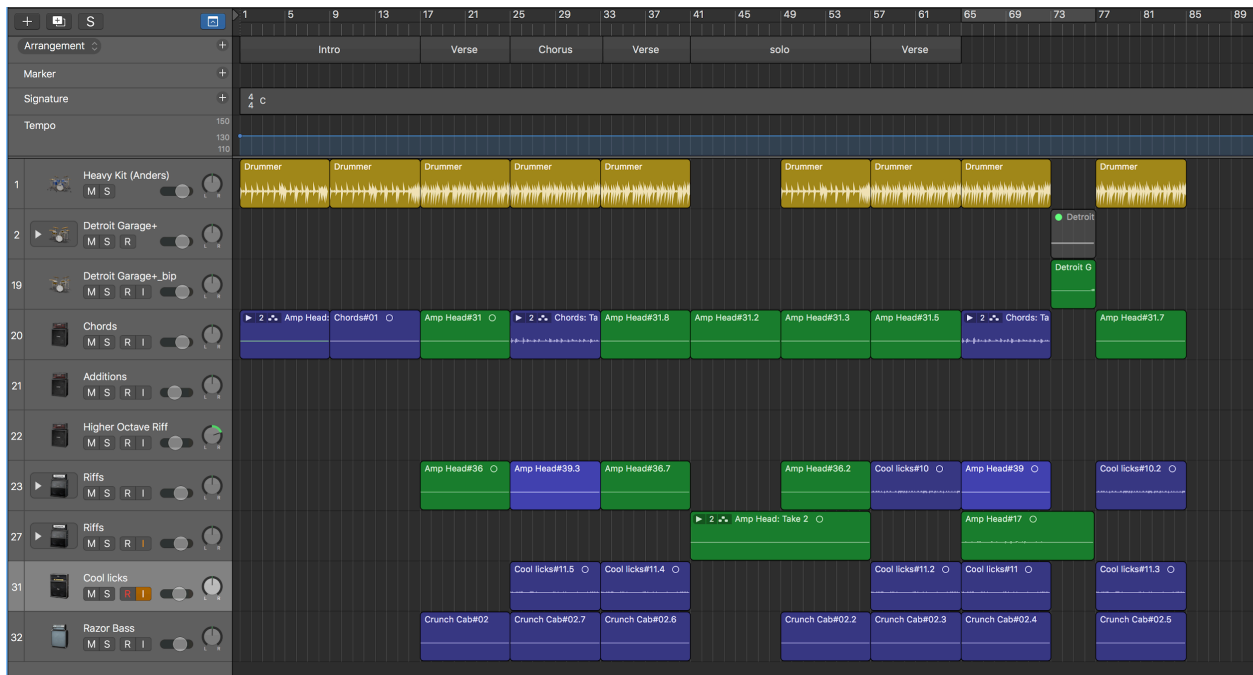 S
1 5 9 13 17 21 25 29 33 37 41 45 49 53 57 61 65 69 73 77 81 85 89
Arrangement
Intro Verse Chorus Verse solo Verse
Marker
Signature
4
4 C
Tempo
150
130
110
1 Heavy Kit (Anders)
M S
L R
Drummer Drummer Drummer Drummer Drummer Drummer Drummer Drummer Drummer
2 Detroit Garage+
M S R
L R
Detroit
19 Detroit Garage+_bip
M S R I
L R
Detroit G
20 Chords
M S R I
L R
2 Amp Head: Chords#01 Amp Head#31 2 Chords: Ta Amp Head#31.8 Amp Head#31.2 Amp Head#31.3 Amp Head#31.5 2 Chords: Ta Amp Head#31.7
21 Additions
M S R I
L R
22 Higher Octave Riff
M S R I
L R
23 Riffs
M S R I
L R
Amp Head#36 Amp Head#39.3 Amp Head#36.7 Amp Head#36.2 Cool licks#10 Amp Head#39 Cool licks#10.2
27 Riffs
M S R I
L R
2 Amp Head: Take 2 Amp Head#17
31 Cool licks
M S R I
L R
Cool licks#11.5 Cool licks#11.4 Cool licks#11.2 Cool licks#11 Cool licks#11.3
32 Razor Bass
M S R I
L R
Crunch Cab#02 Crunch Cab#02.7 Crunch Cab#02.6 Crunch Cab#02.2 Crunch Cab#02.3 Crunch Cab#02.4 Crunch Cab#02.5